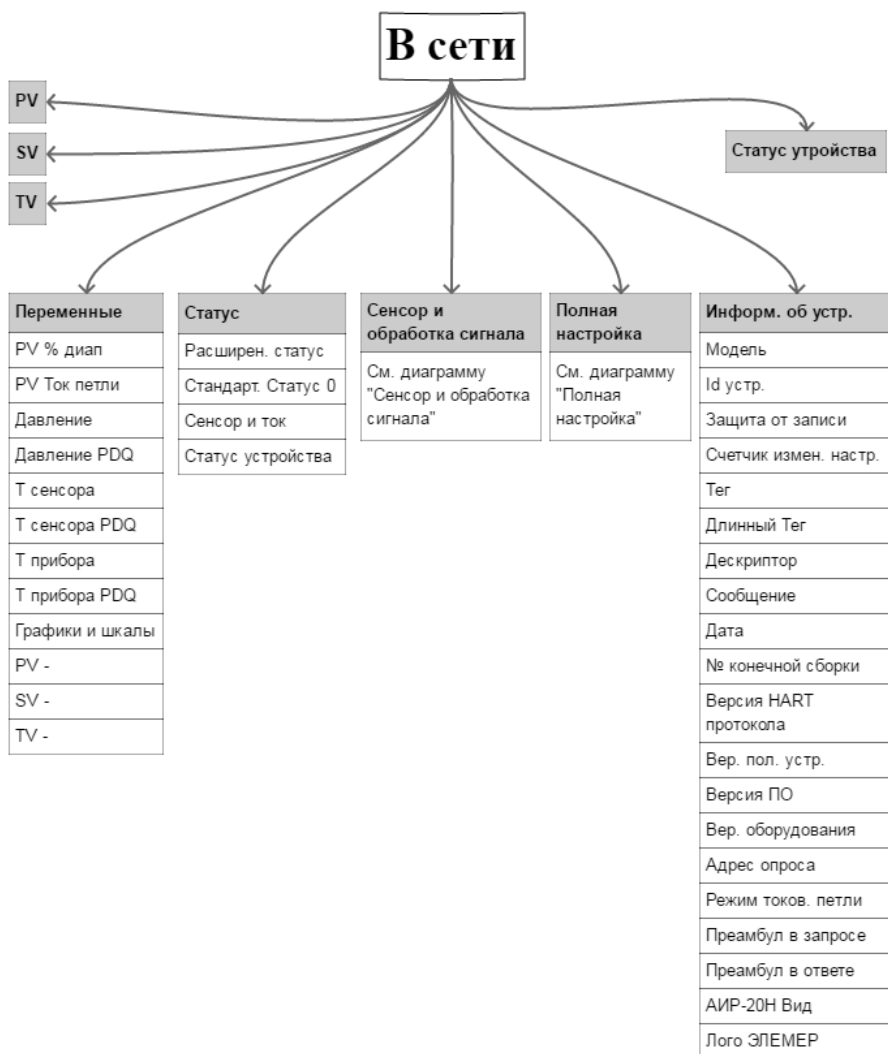 В сети
PV
SV
TV
Статус утройства
Переменные
PV % диап
PV Ток петли
Давление
Давление PDQ
Т сенсора
Т сенсора PDQ
Т прибора
Т прибора PDQ
Графики и шкалы
PV -
SV -
TV -
Статус
Расширен. статус
Стандарт. Статус 0
Сенсор и ток
Статус устройства
Сенсор и
обработка сигнала
См. диаграмму
"Сенсор и обработка
сигнала"
Полная
настройка
См. диаграмму
"Полная
настройка"
Информ. об устр.
Модель
Id устр.
Защита от записи
Счетчик измен. настр.
Тег
Длинный Тег
Дескриптор
Сообщение
Дата
№ конечной сборки
Версия HART
протокола
Вер. пол. устр.
Версия ПО
Вер. оборудования
Адрес опроса
Режим токов. петли
Преамбул в запросе
Преамбул в ответе
АИР-20Н Вид
Лого ЭЛЕМЕР